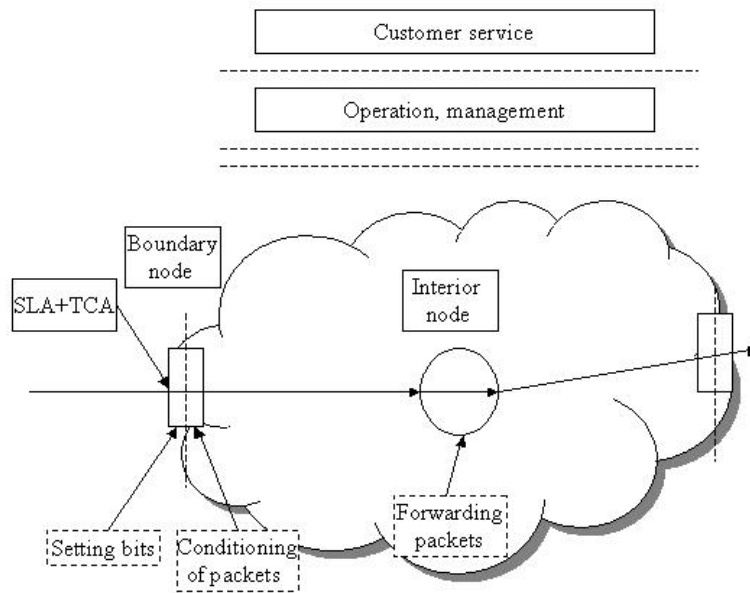 Customer service
Operation, management
Boundary
node
SLA+TCA
Interior
node
Setting bits
Conditioning
of packets
Forwarding
packets